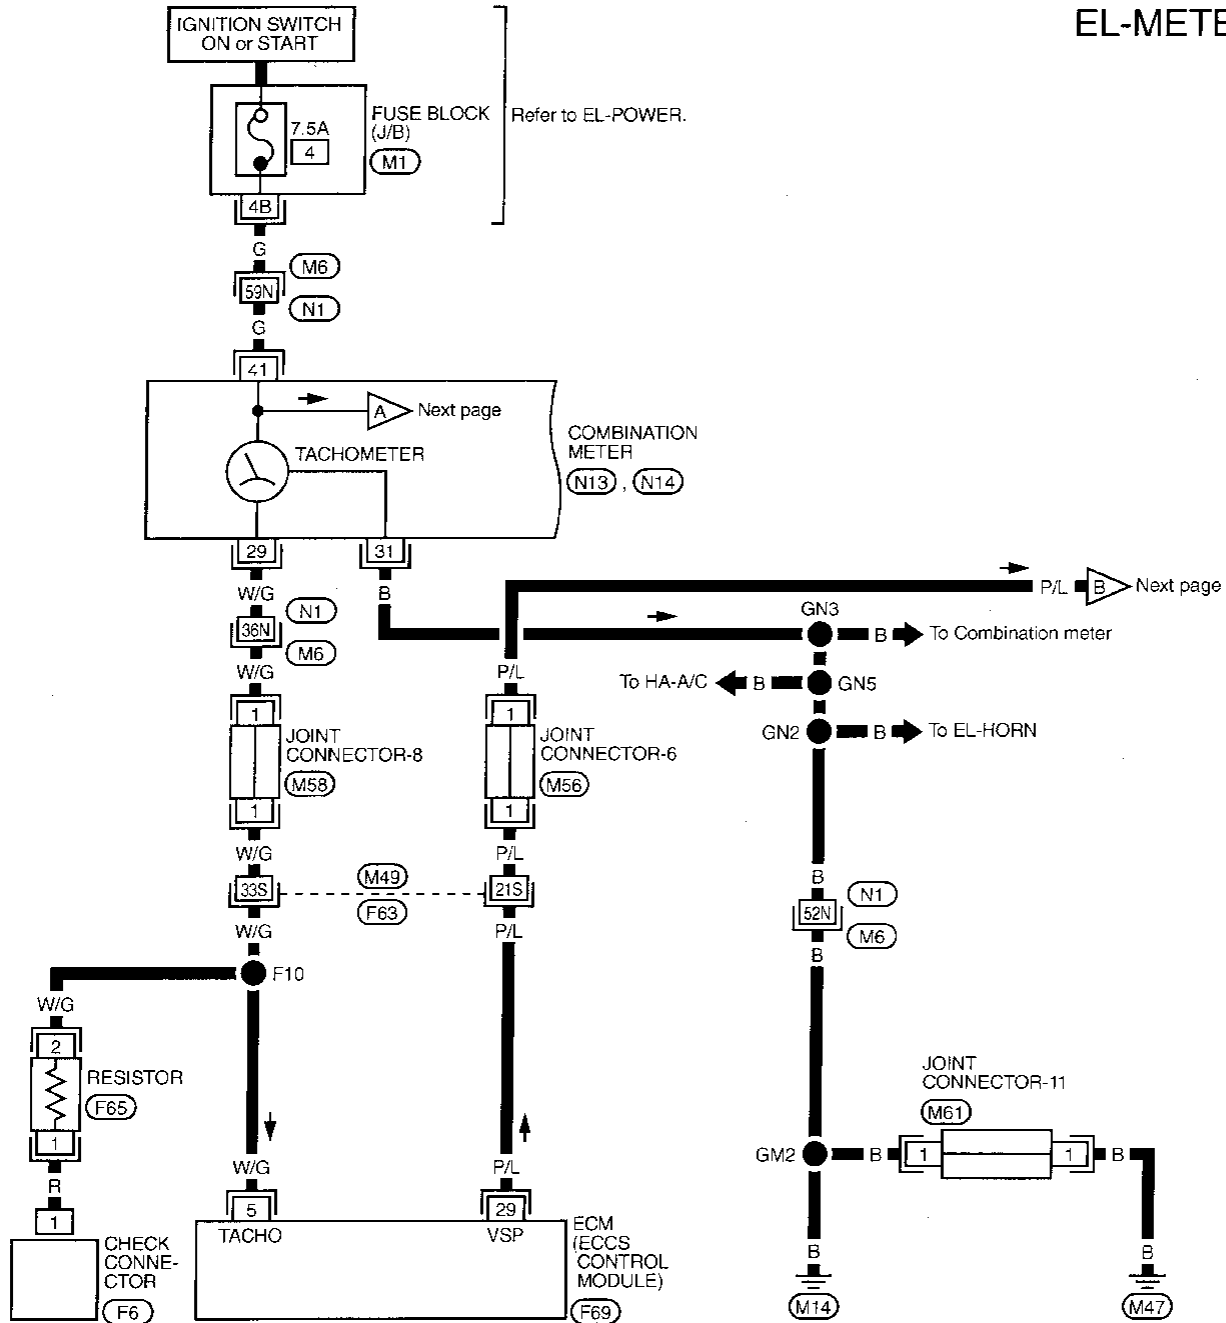 EL-METE
IGNITION SWITCH
ON or START
FUSE BLOCK
(J/B)
M1
7.5A
4
Refer to EL-POWER.
4B
G
M6
59N
N1
G
41
A
Next page
TACHOMETER
COMBINATION
METER
N13 , N14
29
31
W/G
B
N1
36N
M6
W/G
P/L
B
Next page
GN3
B
To Combination meter
P/L
To HA-A/C
B
GN5
GN2
B
To EL-HORN
1
JOINT
CONNECTOR-8
M58
1
1
JOINT
CONNECTOR-6
M56
1
W/G
P/L
33S
M49
F63
21S
W/G
P/L
B
N1
52N
M6
B
F10
W/G
2
RESISTOR
F65
1
R
1
CHECK
CONNE-
CTOR
F6
W/G
P/L
5
29
TACHO
VSP
ECM
(ECCS
CONTROL
MODULE)
F69
JOINT
CONNECTOR-11
M61
GM2
B
1
1
B
B
B
M14
M47